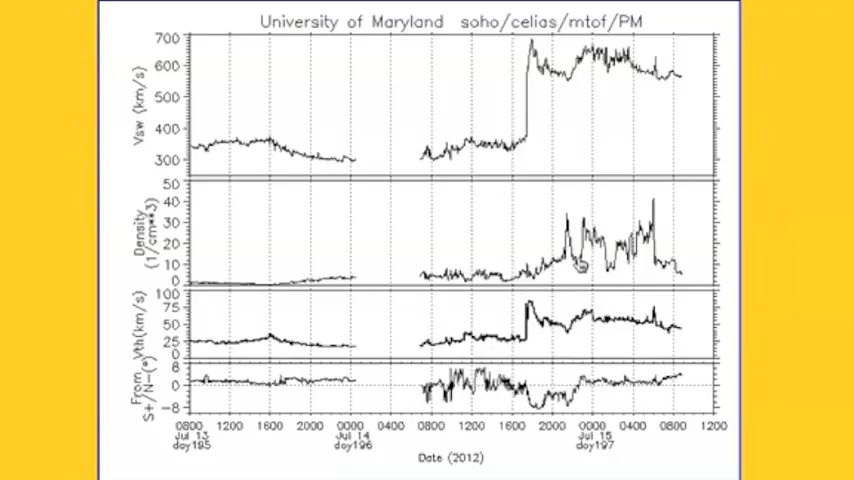 University of Maryland soho/celias/mtof/PM
Vsw (km/s)
700
600
500
400
300
Density
(1/cm**3)
50
40
30
20
10
0
Vth(km/s)
100
75
50
25
0
From
S+/N-(°)
8
0
-8
0800 1200 1600 2000 0000 0400 0800 1200 1600 2000 0000 0400 0800 1200
Jul 13 Jul 14 Jul 15
doy195 doy196 doy197
Date (2012)